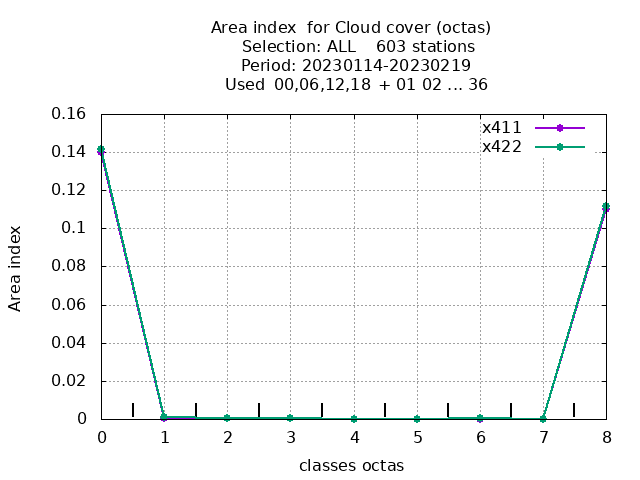 Area index  for Cloud cover (octas)
Selection: ALL    603 stations
Period: 20230114-20230219
Used  00,06,12,18  + 01 02 ... 36
x411
x422
0.16
0.14
0.12
0.1
0.08
0.06
0.04
0.02
0
Area index
0 1 2 3 4 5 6 7 8
classes octas